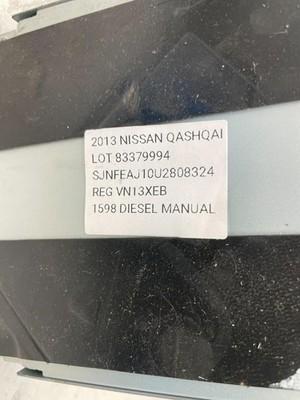 2013 NISSAN QASHQAI
LOT 83379994
SJNFEAJ10U2808324
REG VN13XEB
1598 DIESEL MANUAL